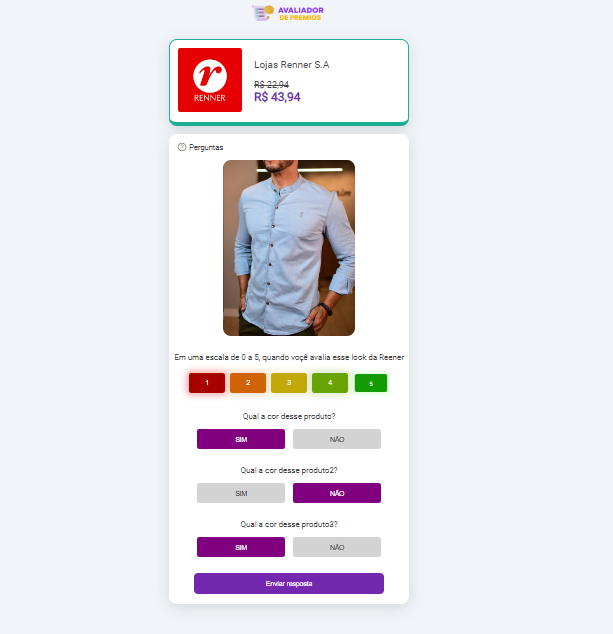 AVALIADOR
DE PREMIOS
RENNER
Lojas Renner S.A
R$ 22,94
R$ 43,94
Perguntas
Em uma escala de 0 a 5, quando voçê avalia esse look da Reener
1 2 3 4 5
Qual a cor desse produto?
SIM NÃO
Qual a cor desse produto2?
SIM NÃO
Qual a cor desse produto3?
SIM NÃO
Enviar resposta